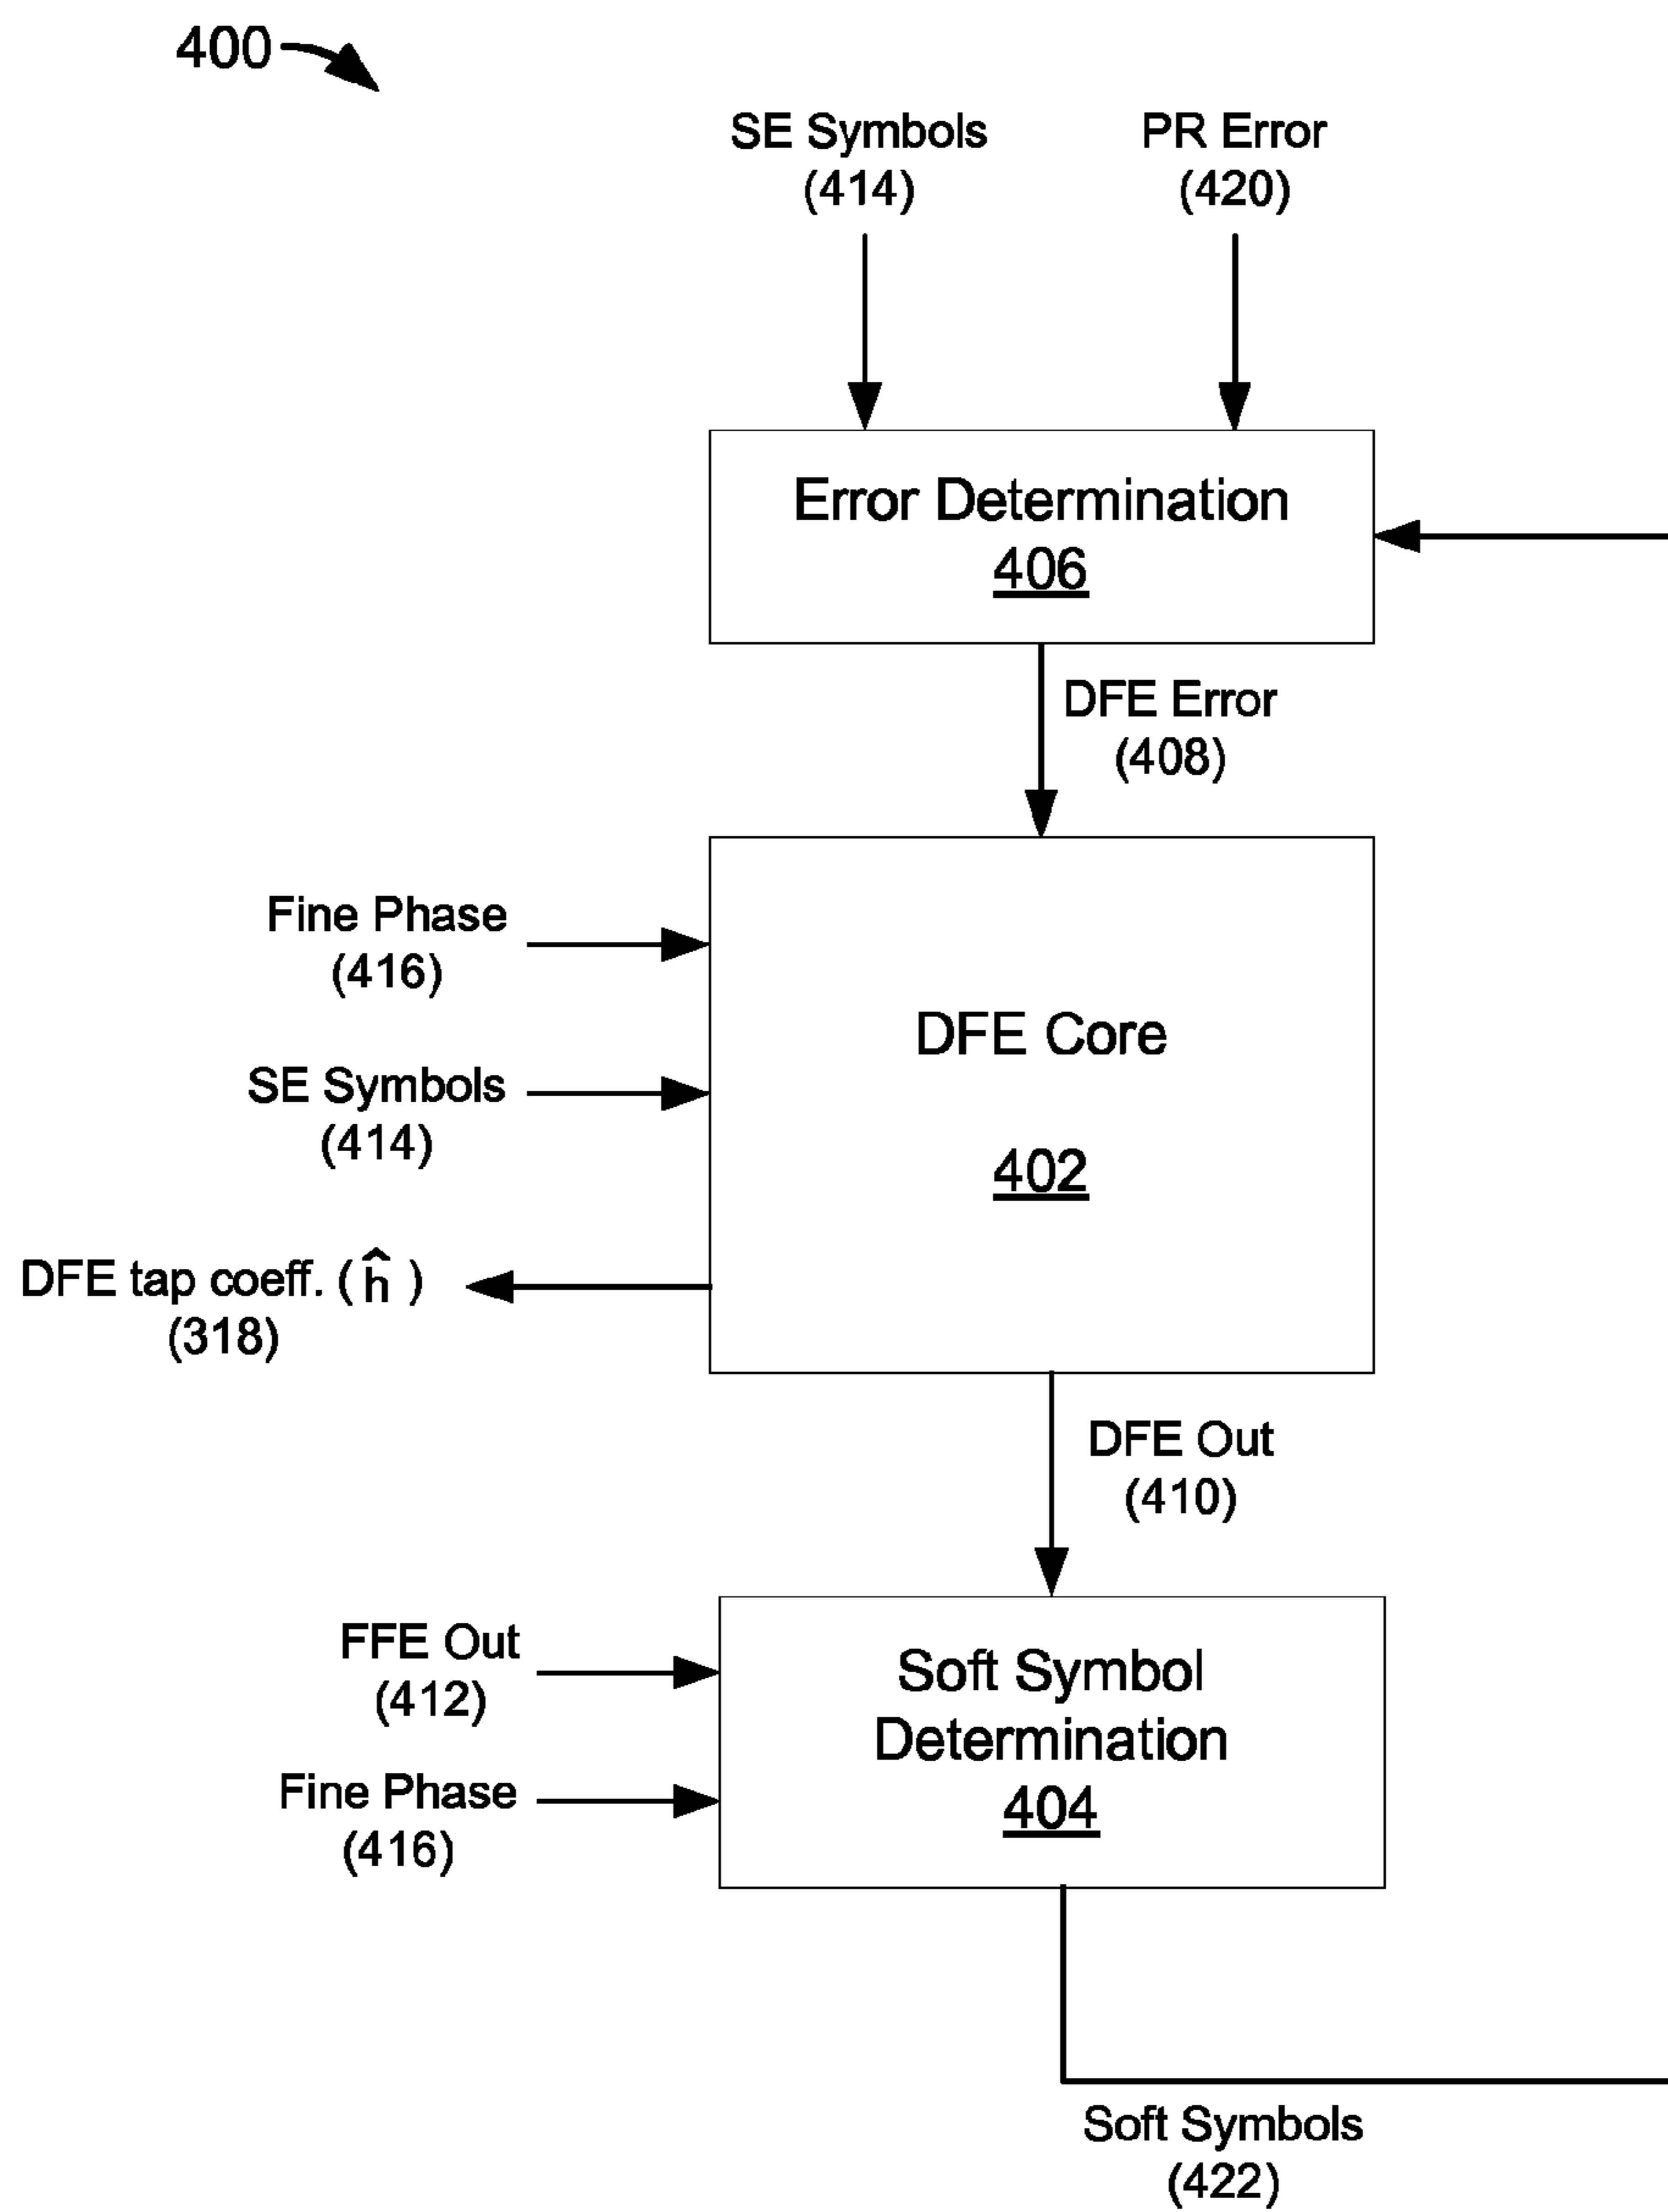 400
SE Symbols
(414)
PR Error
(420)
Error Determination
406
DFE Error
(408)
Fine Phase
(416)
SE Symbols
(414)
DFE tap coeff. (ĥ)
(318)
DFE Core
402
DFE Out
(410)
FFE Out
(412)
Fine Phase
(416)
Soft Symbol
Determination
404
Soft Symbols
(422)